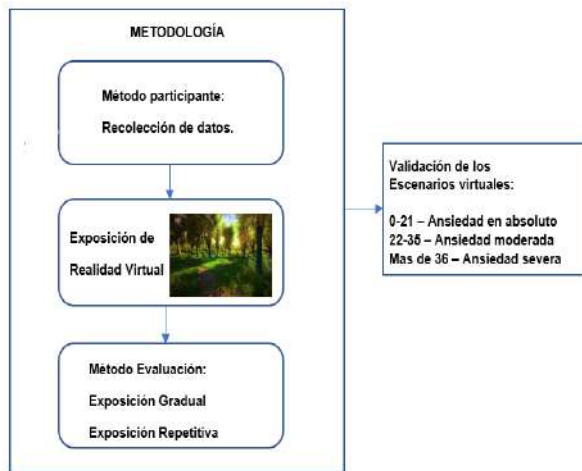 METODOLOGÍA
Método participante:
Recolección de datos.
Exposición de
Realidad Virtual
Método Evaluación:
Exposición Gradual
Exposición Repetitiva
Validación de los
Escenarios virtuales:
0-21 – Ansiedad en absoluto
22-35 – Ansiedad moderada
Mas de 36 – Ansiedad severa